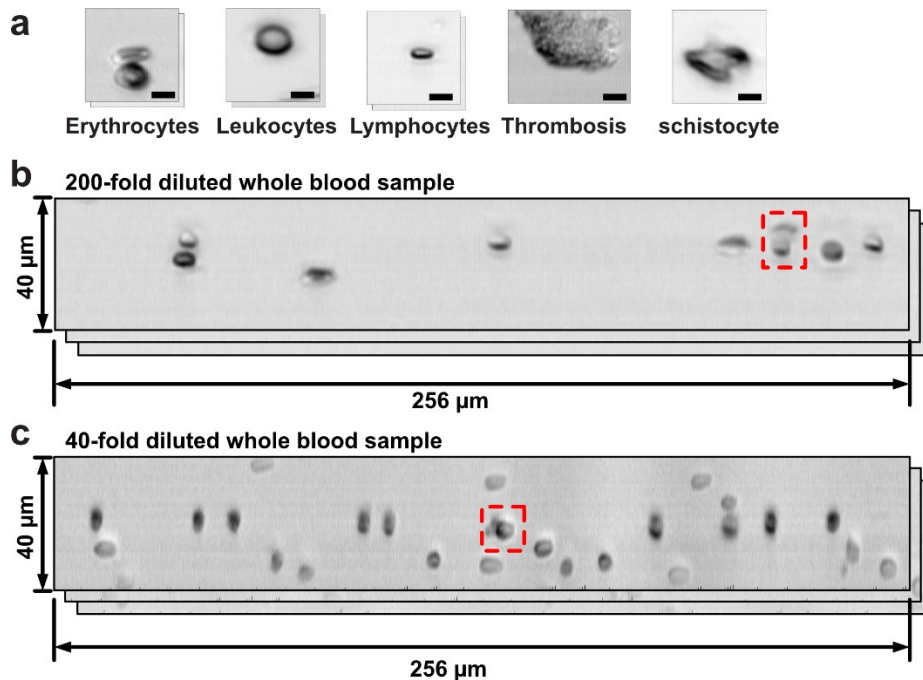 a
Erythrocytes Leukocytes Lymphocytes Thrombosis schistocyte
b 200-fold diluted whole blood sample
40 μm
256 μm
c 40-fold diluted whole blood sample
40 μm
256 μm